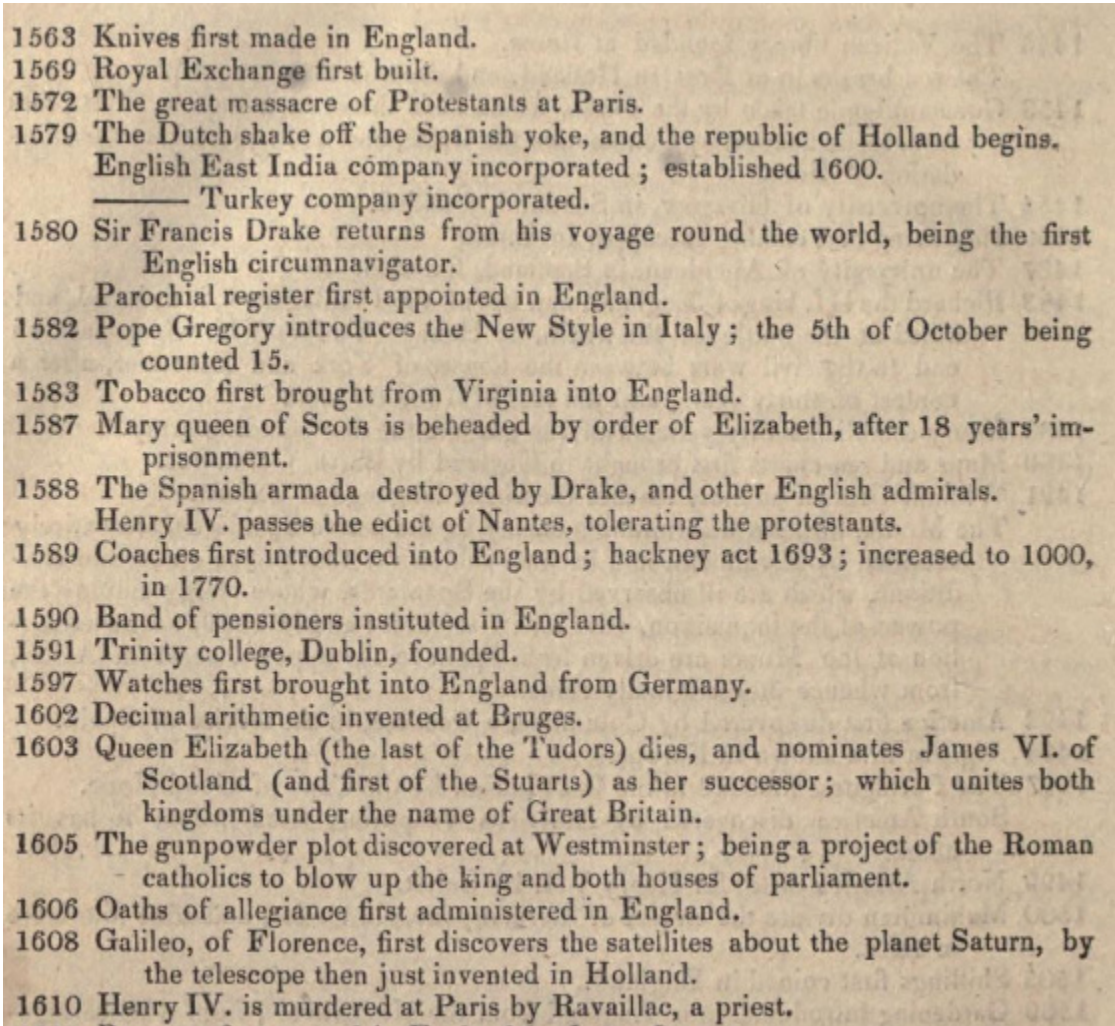 1563 Knives first made in England.
1569 Royal Exchange first built.
1572 The great massacre of Protestants at Paris.
1579 The Dutch shake off the Spanish yoke, and the republic of Holland begins.
English East India company incorporated ; established 1600.
——— Turkey company incorporated.
1580 Sir Francis Drake returns from his voyage round the world, being the first
English circumnavigator.
Parochial register first appointed in England.
1582 Pope Gregory introduces the New Style in Italy ; the 5th of October being
counted 15.
1583 Tobacco first brought from Virginia into England.
1587 Mary queen of Scots is beheaded by order of Elizabeth, after 18 years' im-
prisonment.
1588 The Spanish armada destroyed by Drake, and other English admirals.
Henry IV. passes the edict of Nantes, tolerating the protestants.
1589 Coaches first introduced into England ; hackney act 1693 ; increased to 1000,
in 1770.
1590 Band of pensioners instituted in England.
1591 Trinity college, Dublin, founded.
1597 Watches first brought into England from Germany.
1602 Decimal arithmetic invented at Bruges.
1603 Queen Elizabeth (the last of the Tudors) dies, and nominates James VI. of
Scotland (and first of the Stuarts) as her successor ; which unites both
kingdoms under the name of Great Britain.
1605 The gunpowder plot discovered at Westminster ; being a project of the Roman
catholics to blow up the king and both houses of parliament.
1606 Oaths of allegiance first administered in England.
1608 Galileo, of Florence, first discovers the satellites about the planet Saturn, by
the telescope then just invented in Holland.
1610 Henry IV. is murdered at Paris by Ravaillac, a priest.